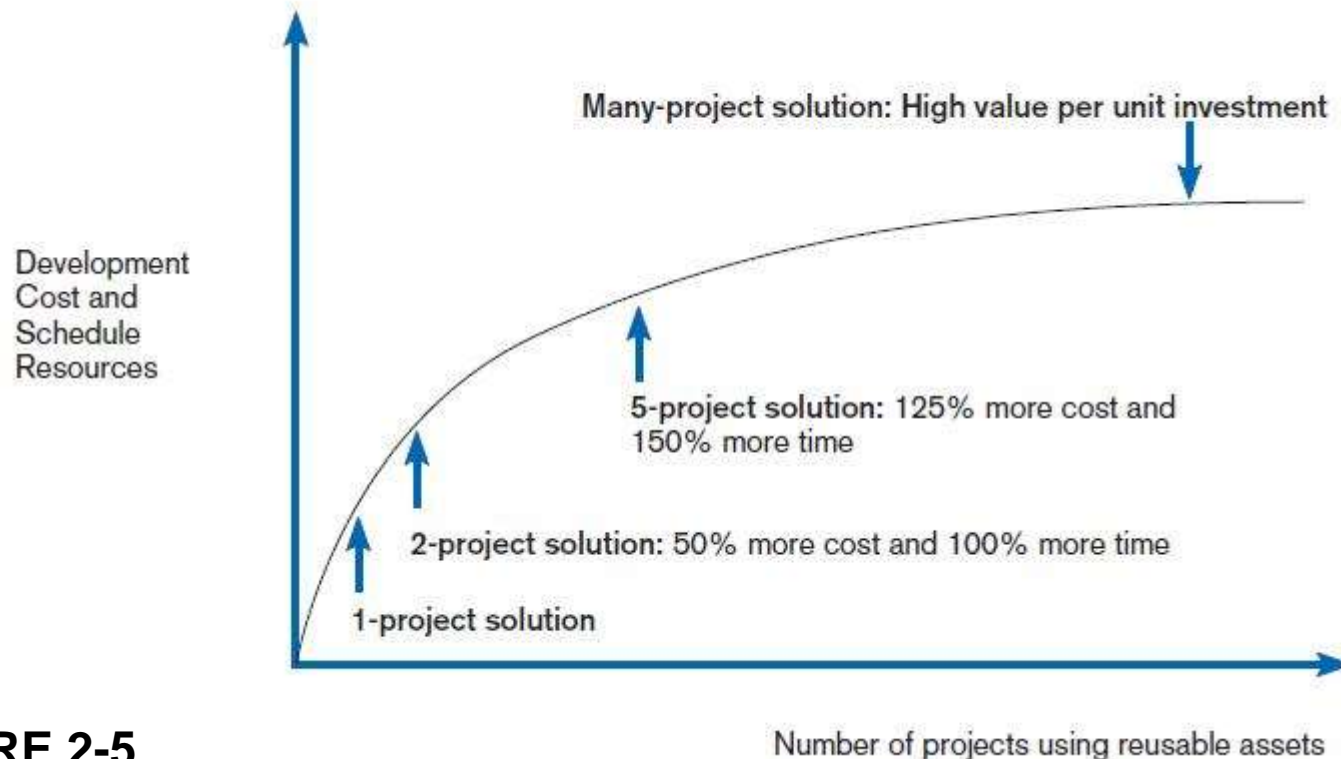 Many-project solution: High value per unit investment
Development
Cost and
Schedule
Resources
5-project solution: 125% more cost and
150% more time
2-project solution: 50% more cost and 100% more time
1-project solution
Number of projects using reusable assets
RE 2-5